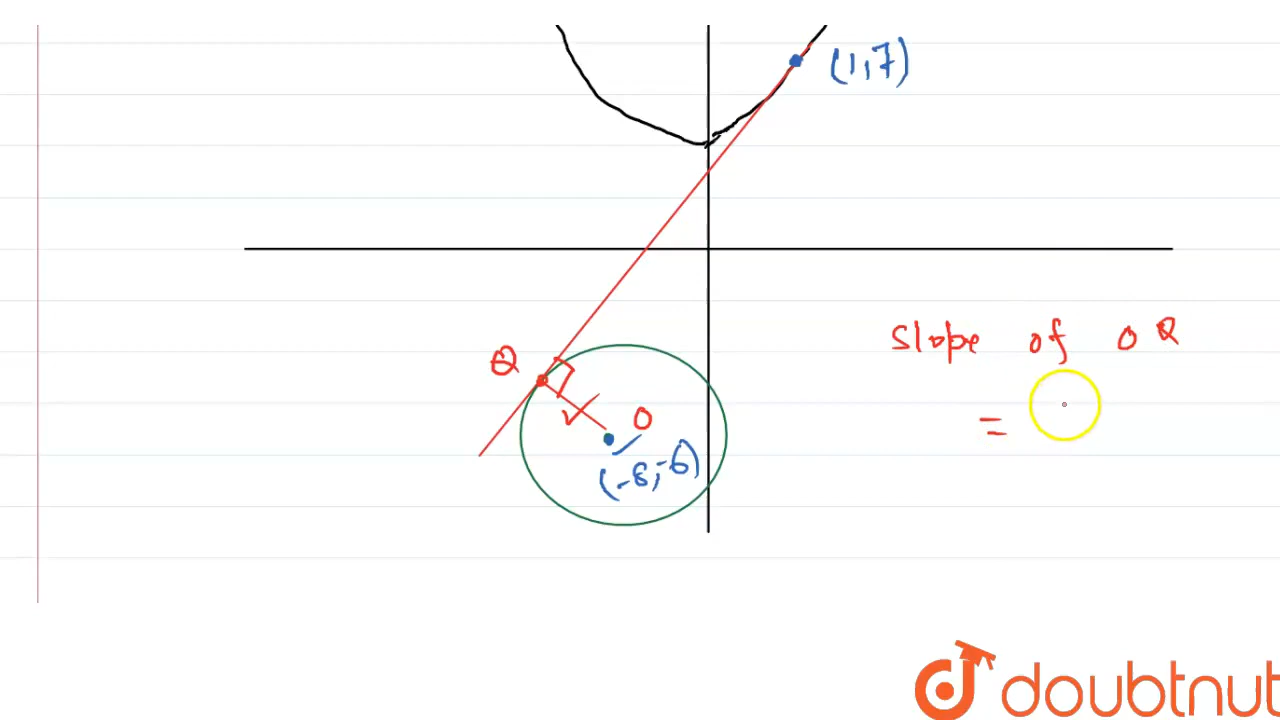 (1,7)
Slope of OQ
Q
=
O
(-8,-6)
doubtnut